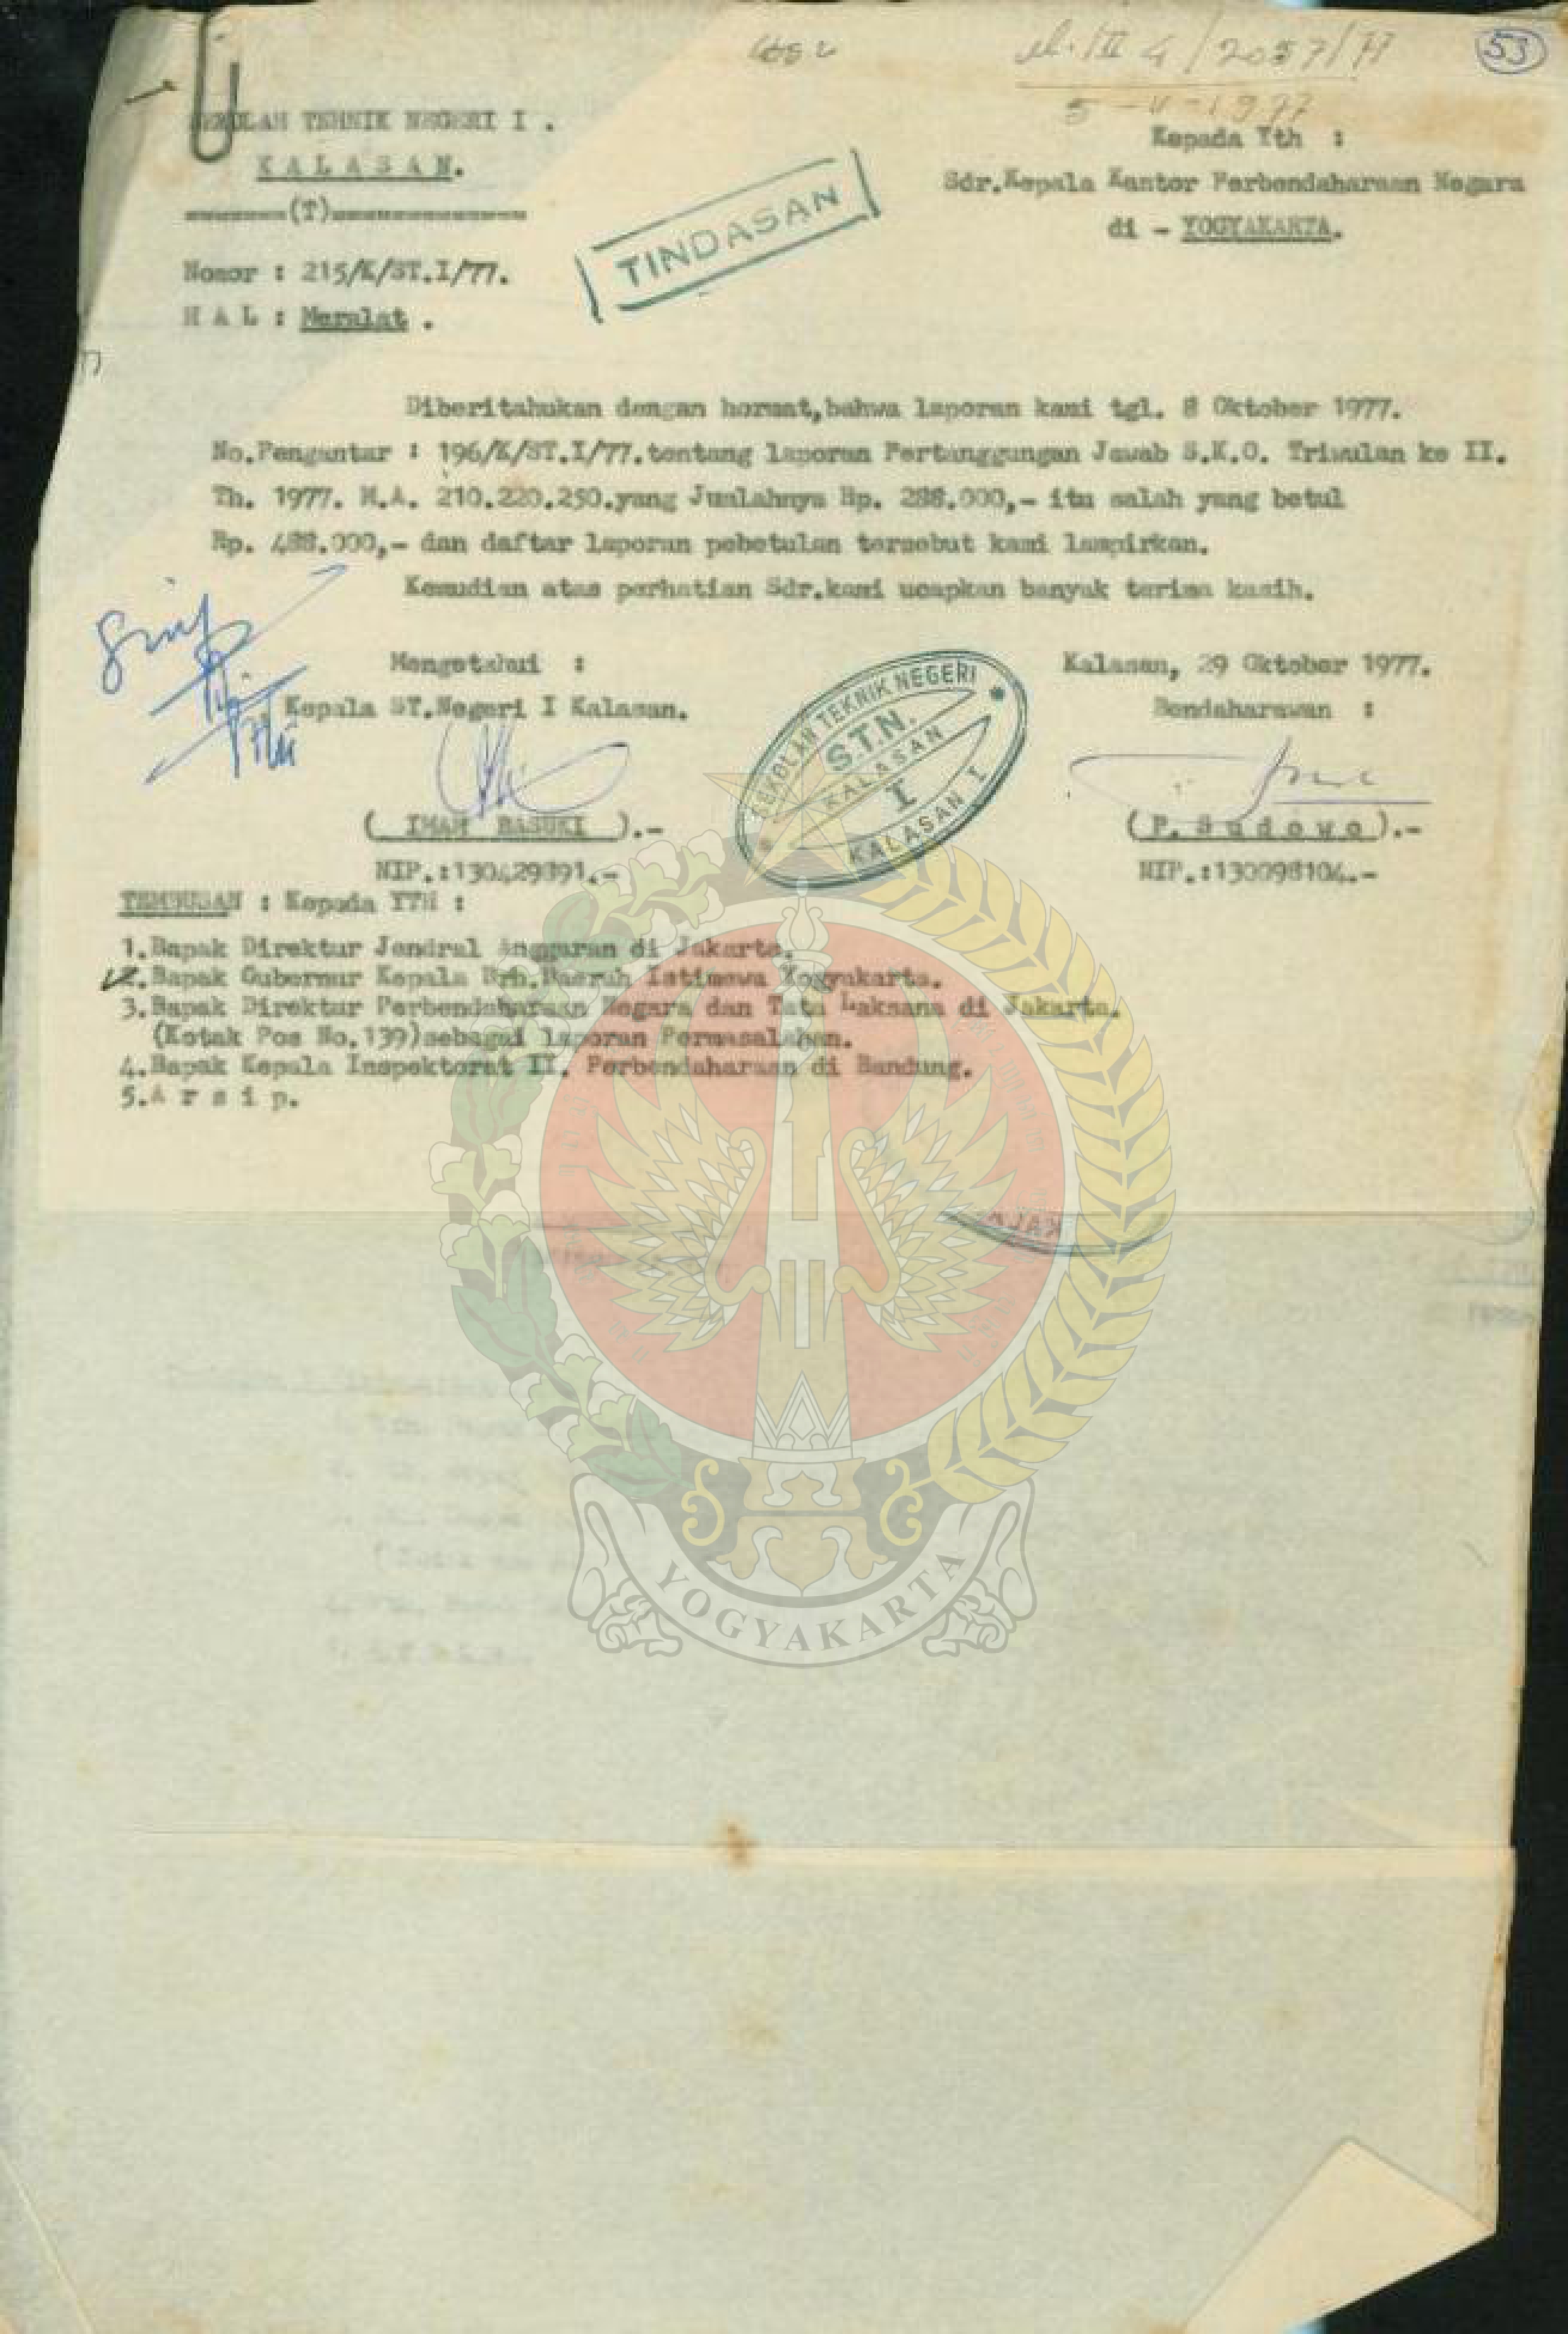 53
5 - V - 1977
SEKOLAH TEHNIK NEGERI I .
K A L A S A N.
(T)
Nomor : 215/K/ST.I/77.
H A L : Meralat .
TINDASAN
Kepada Yth :
Sdr.Kepala Kantor Perbendaharaan Negara
di - YOGYAKARTA.
Diberitahukan dengan hormat,bahwa laporan kami tgl. 8 Oktober 1977.
No.Pengantar : 196/K/ST.I/77.tentang laporan Pertanggungan Jawab S.K.O. Triwulan ke II.
Th. 1977. M.A. 210.220.250.yang Jumlahnya Rp. 288.000,- itu salah yang betul
Rp. 488.000,- dan daftar laporan pebetulan tersebut kami lampirkan.
Kemudian atas perhatian Sdr.kami ucapkan banyak terima kasih.
Mengetahui :
Kepala ST.Negeri I Kalasan.
( IMAM BASUKI ).-
NIP.:130429891.-
SEKOLAH TEKNIK NEGERI
S.T.N.
KALASAN
I
KALASAN I
Kalasan, 29 Oktober 1977.
Bendaharawan :
( P. S u d o w o ).-
NIP.:130098104.-
TEMBUSAN : Kepada YTH :
1.Bapak Direktur Jendral Anggaran di Jakarta.
2.Bapak Gubernur Kepala Drh.Daerah Istimewa Yogyakarta.
3.Bapak Direktur Perbendaharaan Negara dan Tata Laksana di Jakarta.
(Kotak Pos No.139)sebagai laporan Permasalahan.
4.Bapak Kepala Inspektorat II. Perbendaharaan di Bandung.
5.A r s i p.
YOGYAKARTA